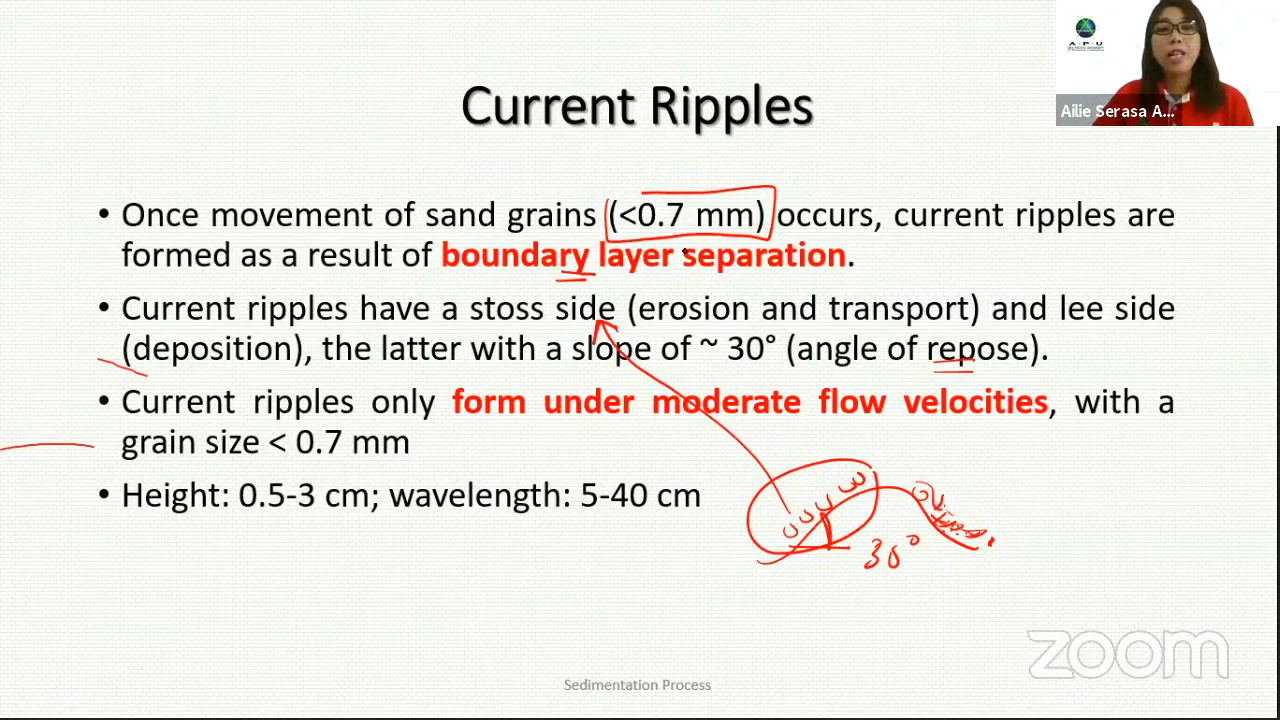 A · P · U
Ailie Serasa A...
Current Ripples
• Once movement of sand grains (<0.7 mm) occurs, current ripples are
formed as a result of boundary layer separation.
• Current ripples have a stoss side (erosion and transport) and lee side
(deposition), the latter with a slope of ~ 30° (angle of repose).
• Current ripples only form under moderate flow velocities, with a
grain size < 0.7 mm
• Height: 0.5-3 cm; wavelength: 5-40 cm
30°
zoom
Sedimentation Process